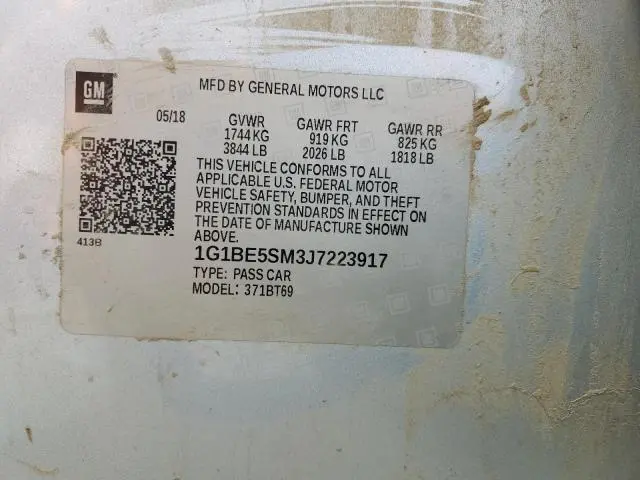 GM
MFD BY GENERAL MOTORS LLC
05/18 GVWR GAWR FRT GAWR RR
1744 KG 919 KG 825 KG
3844 LB 2026 LB 1818 LB
THIS VEHICLE CONFORMS TO ALL
APPLICABLE U.S. FEDERAL MOTOR
VEHICLE SAFETY, BUMPER, AND THEFT
PREVENTION STANDARDS IN EFFECT ON
THE DATE OF MANUFACTURE SHOWN
ABOVE.
413B
1G1BE5SM3J7223917
TYPE: PASS CAR
MODEL: 371BT69